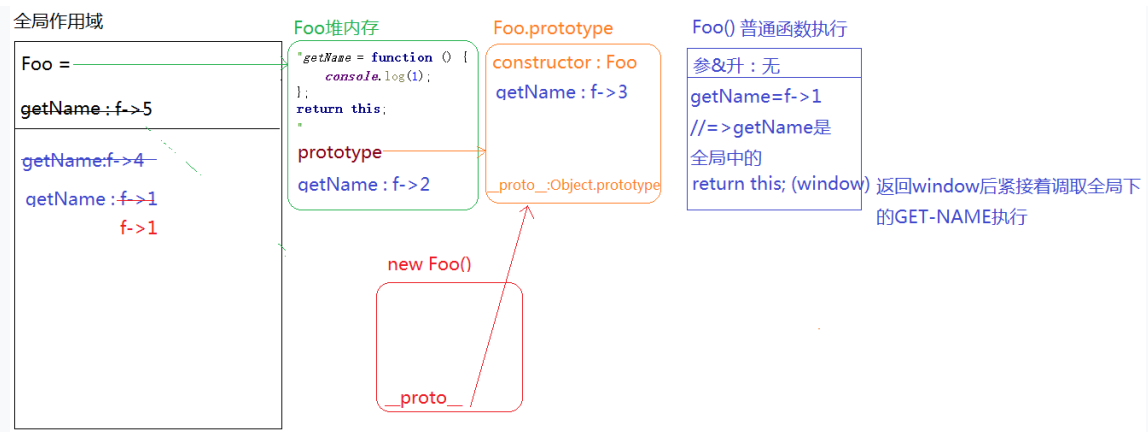 全局作用域
Foo =
getName : f->5
getName:f->4
getName : f->1
f->1
Foo堆内存
"getName = function () {
console.log(1);
};
return this;
"
prototype
getName : f->2
Foo.prototype
constructor : Foo
getName : f->3
__proto__:Object.prototype
new Foo()
__proto__
Foo() 普通函数执行
参&升 : 无
getName=f->1
//=>getName是
全局中的
return this; (window)
返回window后紧接着调取全局下
的GET-NAME执行